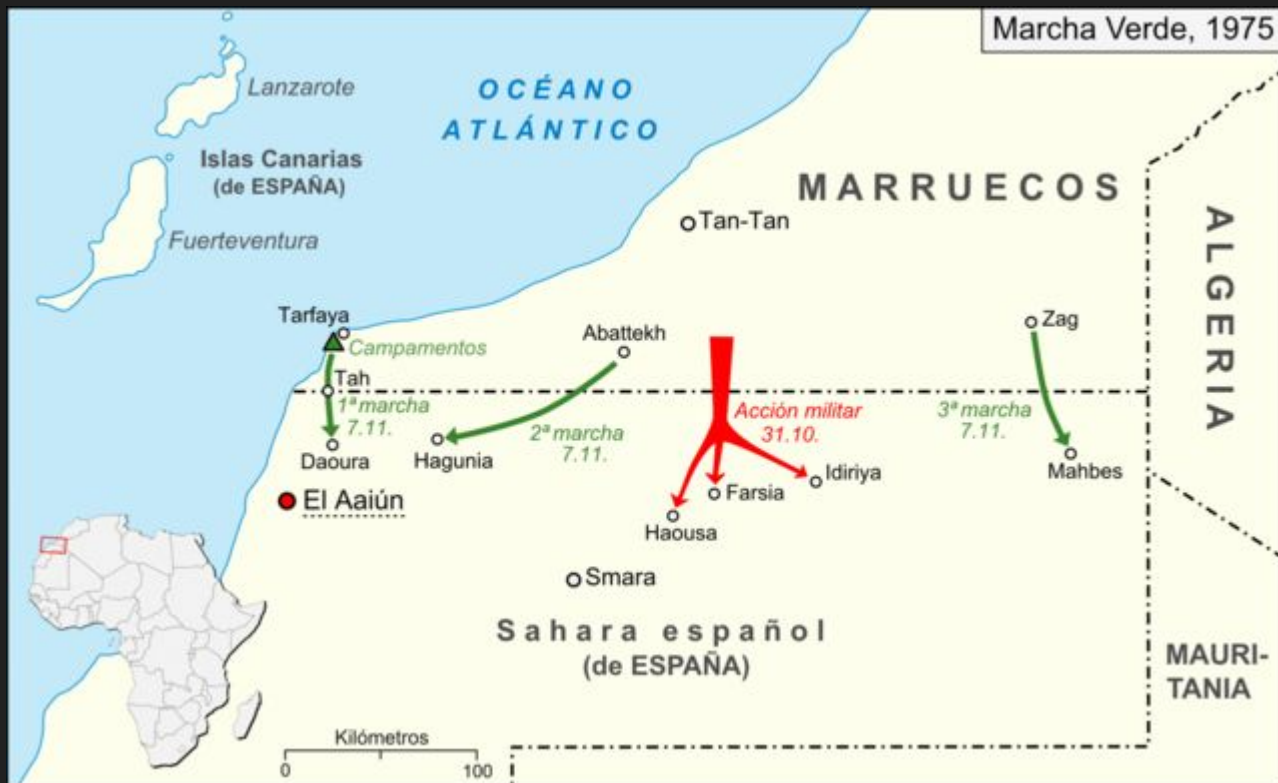 Marcha Verde, 1975
Lanzarote
OCÉANO
ATLÁNTICO
Islas Canarias
(de ESPAÑA)
MARRUECOS
ALGERIA
Tan-Tan
Fuerteventura
Tarfaya
Campamentos
Abattekh
Zag
Tah
1ª marcha
7.11.
2ª marcha
7.11.
Acción militar
31.10.
3ª marcha
7.11.
Daoura
Hagunia
Mahbes
Idiriya
Farsia
El Aaiún
Haousa
Smara
Sahara español
(de ESPAÑA)
MAURI-
TANIA
Kilómetros
0 100